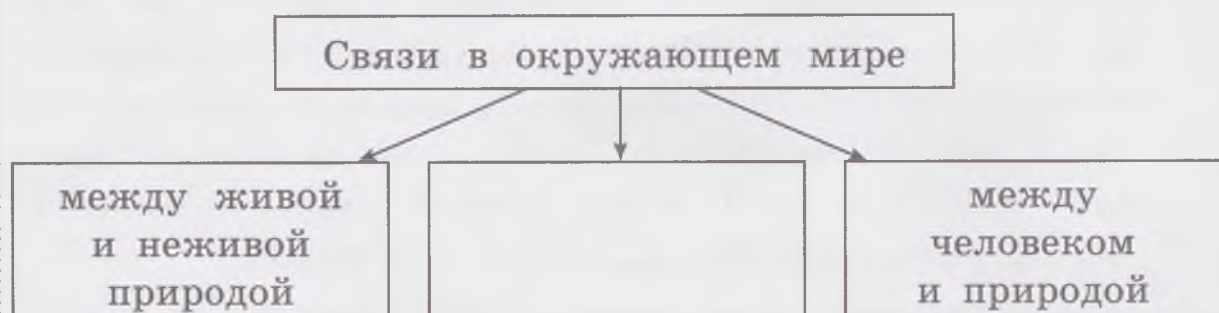 Связи в окружающем мире
между живой
и неживой
природой
между
человеком
и природой